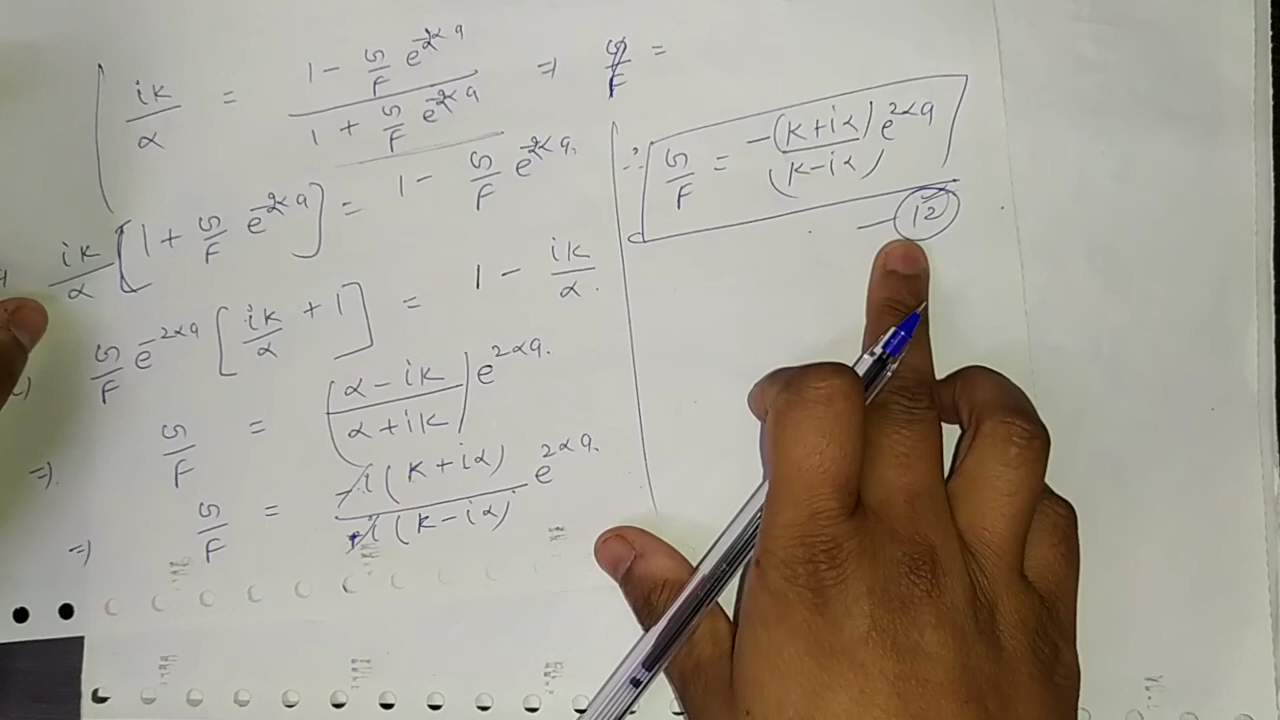 ik/α = (1 - G/F e^-2αa) / (1 + G/F e^-2αa) ⇒ G/F =
ik/α [1 + G/F e^-2αa] = 1 - G/F e^-2αa.
G/F e^-2αa [ik/α + 1] = 1 - ik/α.
⇒ G/F = (α - ik / α + ik) e^2αa.
⇒ G/F = -i(k + iα) / i(k - iα) e^2αa.
∴ G/F = -(k + iα) e^2αa / (k - iα)
— 12